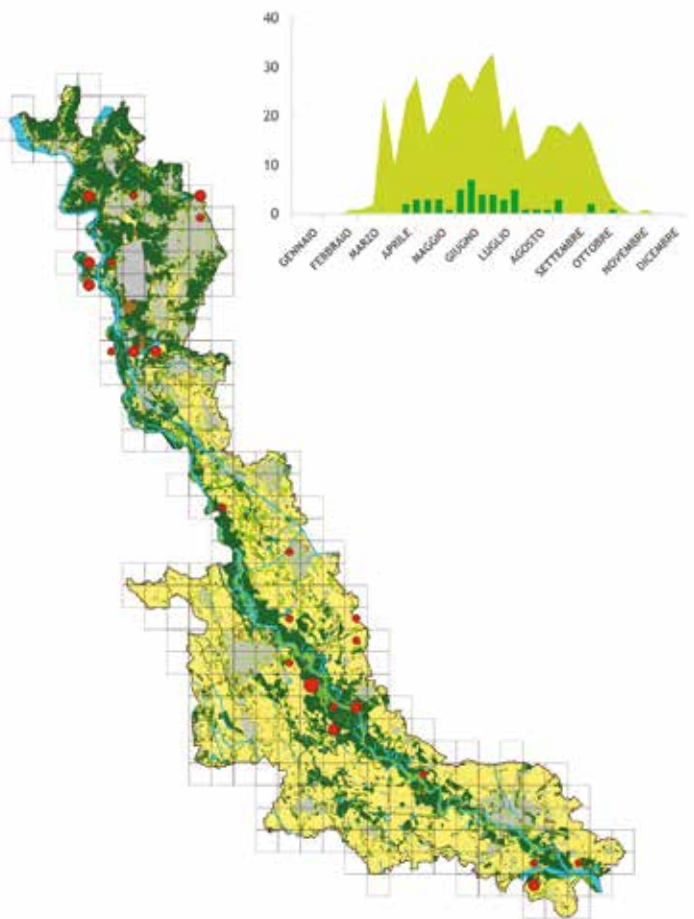 40
30
20
10
0
GENNAIO
FEBBRAIO
MARZO
APRILE
MAGGIO
GIUGNO
LUGLIO
AGOSTO
SETTEMBRE
OTTOBRE
NOVEMBRE
DICEMBRE